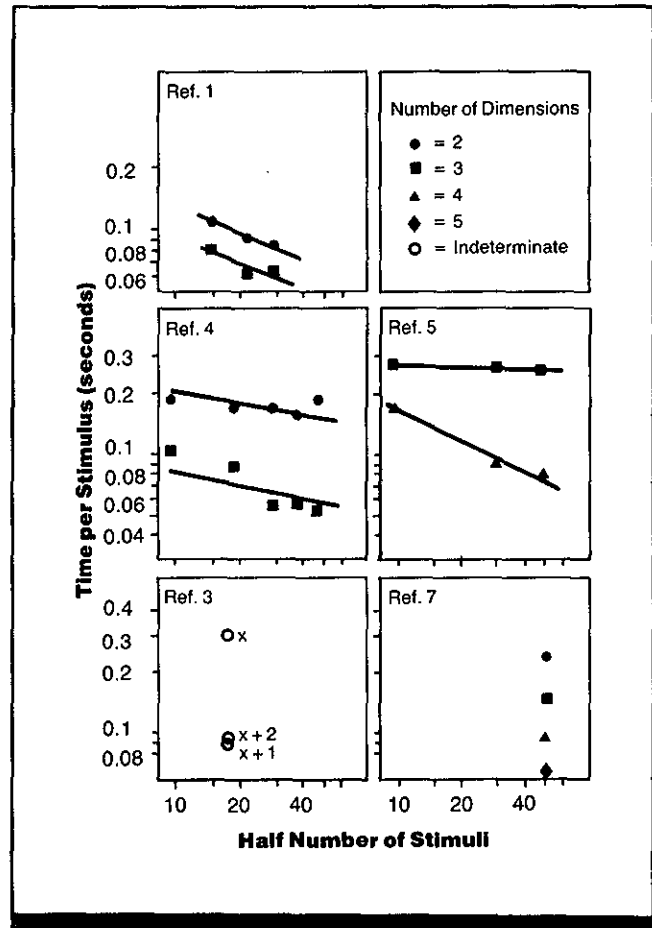 Ref. 1
0.2
0.1
0.08
0.06
Number of Dimensions
= 2
= 3
= 4
= 5
= Indeterminate
Time per Stimulus (seconds)
Ref. 4
0.3
0.2
0.1
0.08
0.06
0.04
Ref. 5
Ref. 3
0.4
0.3
0.2
0.1
0.08
x
x + 2
x + 1
Ref. 7
10 20 40
10 20 40
Half Number of Stimuli